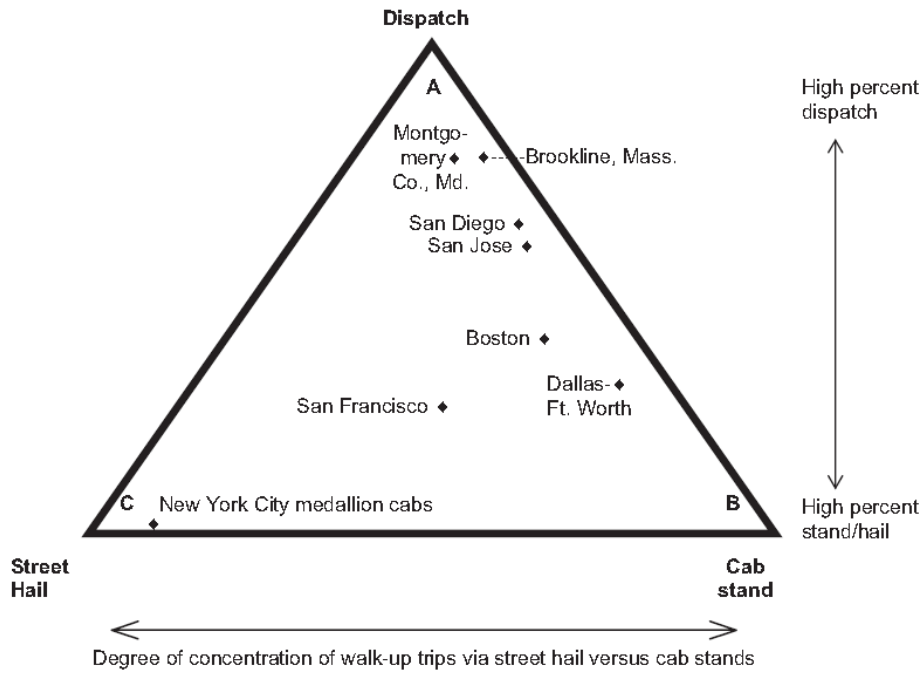 Dispatch
A
High percent
dispatch
Montgo-
mery
Co., Md.
Brookline, Mass.
San Diego
San Jose
Boston
Dallas-
Ft. Worth
San Francisco
C
New York City medallion cabs
B
High percent
stand/hail
Street
Hail
Cab
stand
Degree of concentration of walk-up trips via street hail versus cab stands